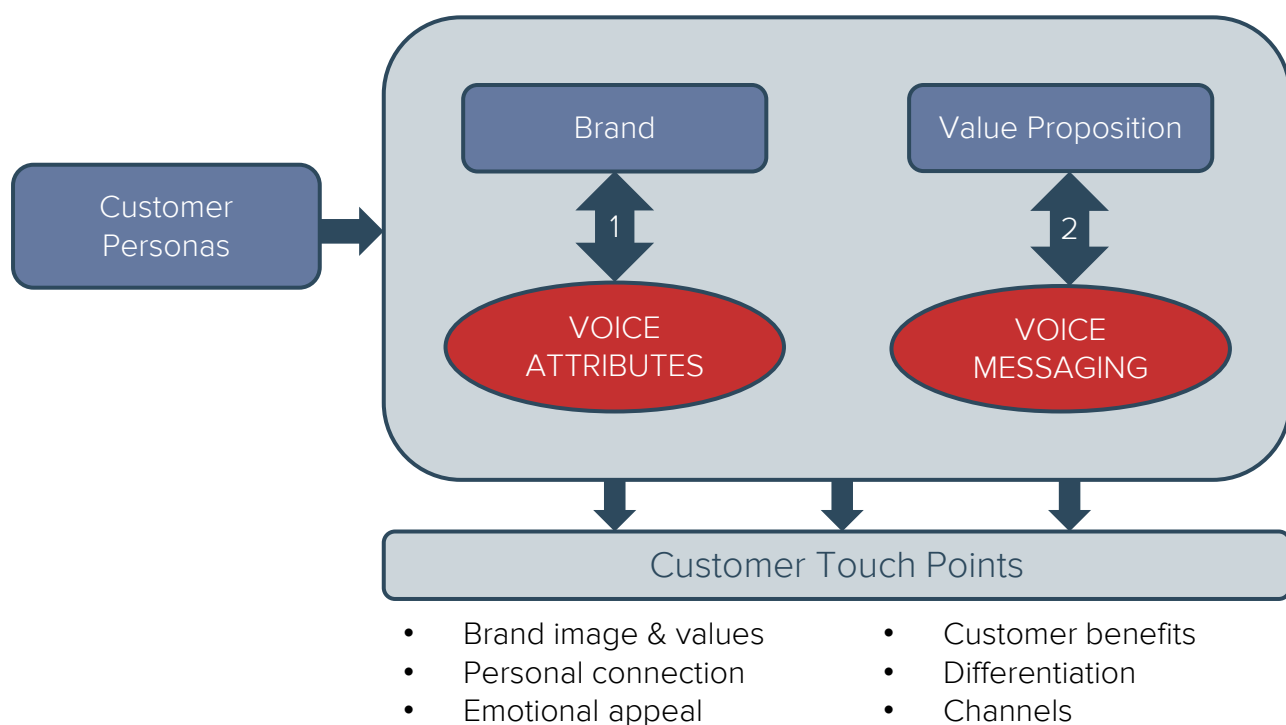 Brand
Value Proposition
Customer
Personas
1
2
VOICE
ATTRIBUTES
VOICE
MESSAGING
Customer Touch Points
• Brand image & values
• Personal connection
• Emotional appeal
• Customer benefits
• Differentiation
• Channels